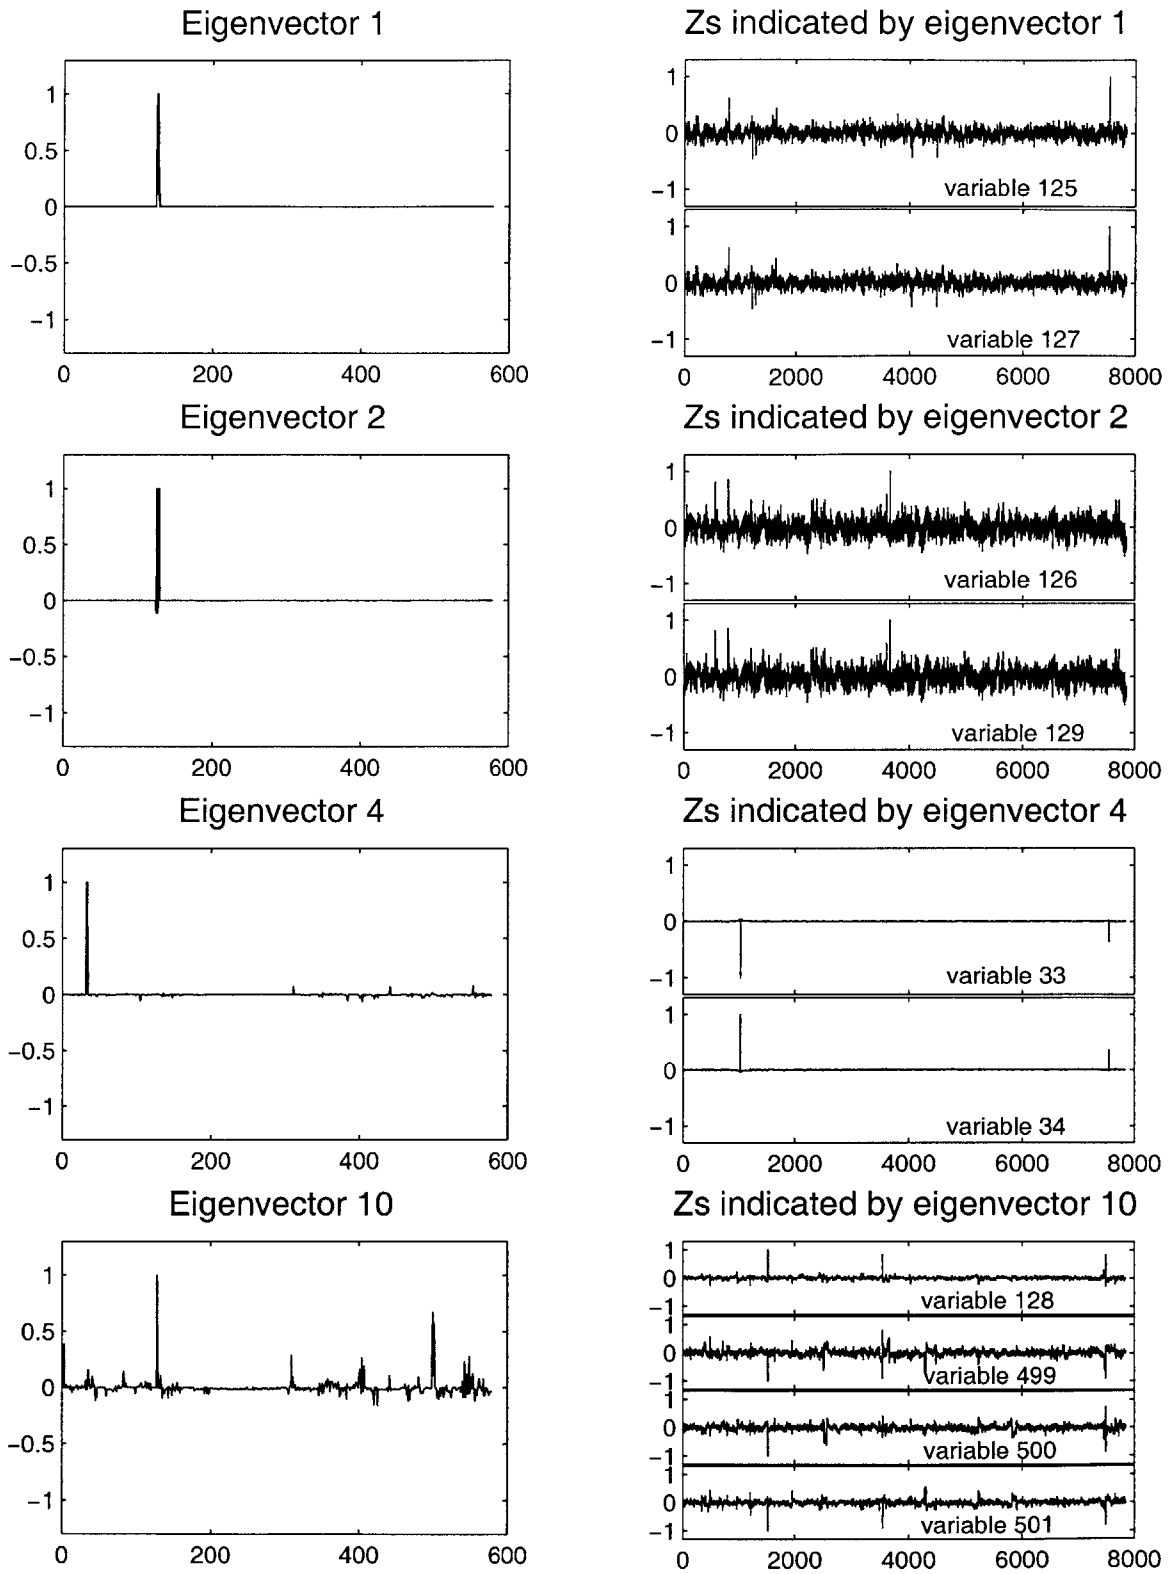 Eigenvector 1
1
0.5
0
−0.5
−1
0 200 400 600
Zs indicated by eigenvector 1
1
0
−1
variable 125
1
0
−1
variable 127
0 2000 4000 6000 8000
Eigenvector 2
1
0.5
0
−0.5
−1
0 200 400 600
Zs indicated by eigenvector 2
1
0
−1
variable 126
1
0
−1
variable 129
0 2000 4000 6000 8000
Eigenvector 4
1
0.5
0
−0.5
−1
0 200 400 600
Zs indicated by eigenvector 4
1
0
−1
variable 33
1
0
−1
variable 34
0 2000 4000 6000 8000
Eigenvector 10
1
0.5
0
−0.5
−1
0 200 400 600
Zs indicated by eigenvector 10
1
0
−1
variable 128
1
0
−1
variable 499
1
0
−1
variable 500
1
0
−1
variable 501
0 2000 4000 6000 8000